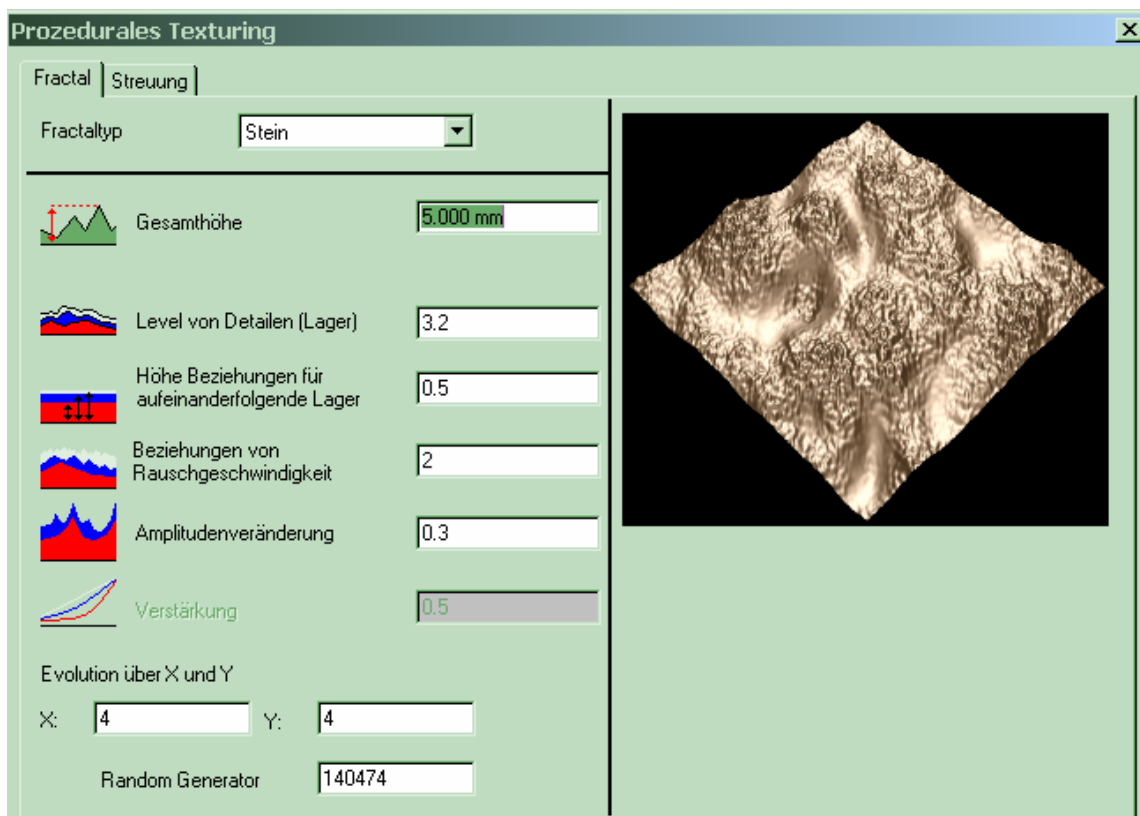 Prozedurales Texturing
Fractal Streuung
Fractaltyp Stein
Gesamthöhe 5.000 mm
Level von Detailen (Lager) 3.2
Höhe Beziehungen für
aufeinanderfolgende Lager 0.5
Beziehungen von
Rauschgeschwindigkeit 2
Amplitudenveränderung 0.3
Verstärkung 0.5
Evolution über X und Y
X: 4 Y: 4
Random Generator 140474